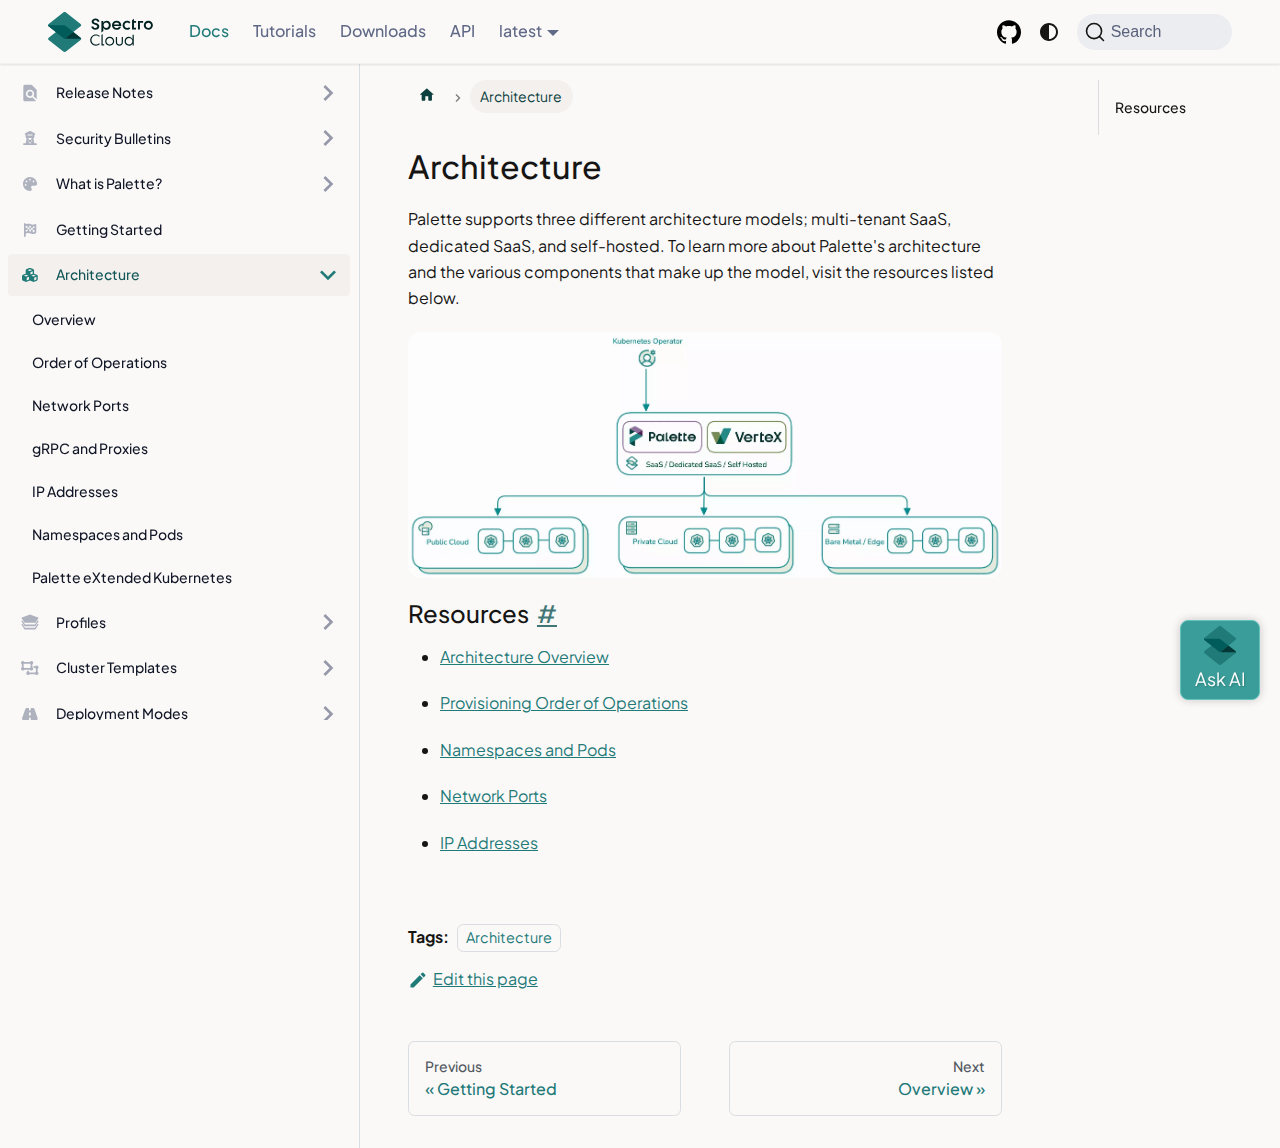 Spectro Cloud
Docs Tutorials Downloads API latest
Search
Release Notes
Security Bulletins
What is Palette?
Getting Started
Architecture
Overview
Order of Operations
Network Ports
gRPC and Proxies
IP Addresses
Namespaces and Pods
Palette eXtended Kubernetes
Profiles
Cluster Templates
Deployment Modes
Architecture
Architecture
Palette supports three different architecture models; multi-tenant SaaS,
dedicated SaaS, and self-hosted. To learn more about Palette's architecture
and the various components that make up the model, visit the resources listed
below.
Kubernetes Operator
Palette VerteX
SaaS / Dedicated SaaS / Self Hosted
Public Cloud
Private Cloud
Bare Metal / Edge
Resources #
Architecture Overview
Provisioning Order of Operations
Namespaces and Pods
Network Ports
IP Addresses
Tags: Architecture
Edit this page
Previous
« Getting Started
Next
Overview »
Resources
Ask AI